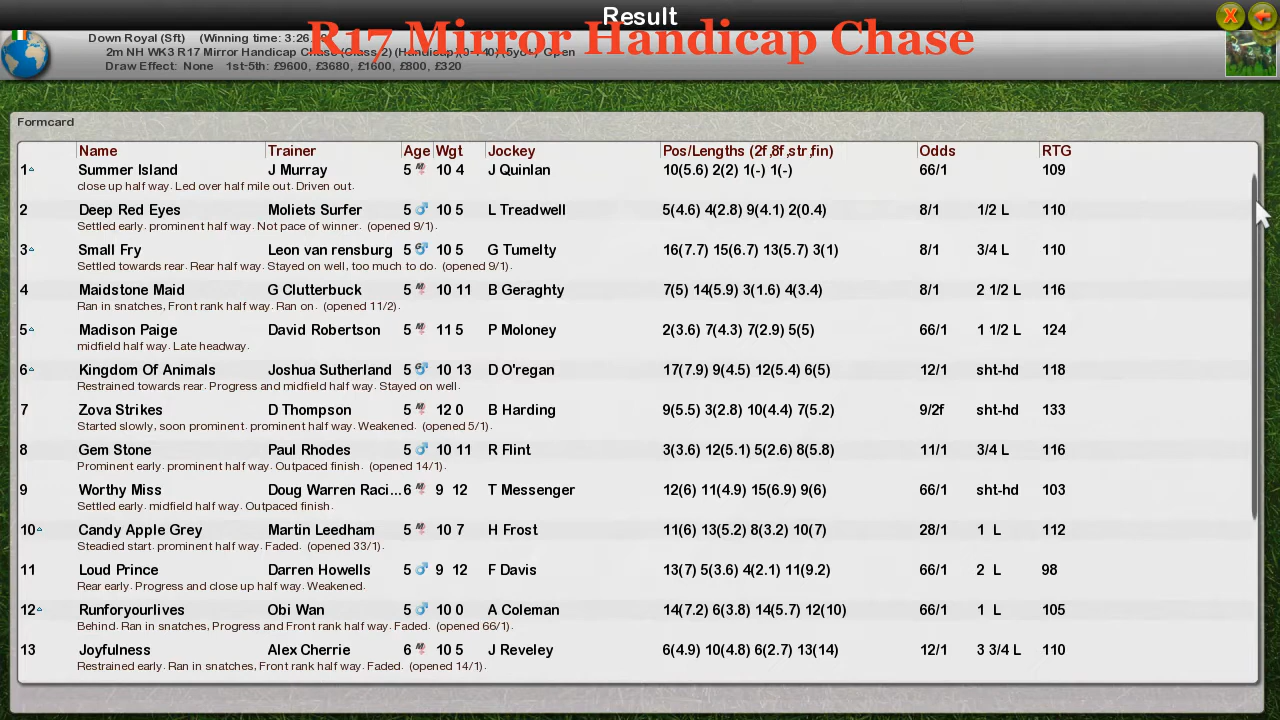 Result
R17 Mirror Handicap Chase
Down Royal (Sft) (Winning time: 3:26
2m NH WK3 R17 Mirror Handicap Chase (Class 2) (Handicap) 5yo+ Open
Draw Effect: None 1st-5th: £9600, £3680, £1600, £800, £320
Formcard
Name Trainer Age Wgt Jockey Pos/Lengths (2f,8f,str,fin) Odds RTG
1 Summer Island J Murray 5 M 10 4 J Quinlan 10(5.6) 2(2) 1(-) 1(-) 66/1 109
close up half way. Led over half mile out. Driven out.
2 Deep Red Eyes Moliets Surfer 5 10 5 L Treadwell 5(4.6) 4(2.8) 9(4.1) 2(0.4) 8/1 1/2 L 110
Settled early. prominent half way. Not pace of winner. (opened 9/1).
3 Small Fry Leon van rensburg 5 G 10 5 G Tumelty 16(7.7) 15(6.7) 13(5.7) 3(1) 8/1 3/4 L 110
Settled towards rear. Rear half way. Stayed on well, too much to do. (opened 9/1).
4 Maidstone Maid G Clutterbuck 5 M 10 11 B Geraghty 7(5) 14(5.9) 3(1.6) 4(3.4) 8/1 2 1/2 L 116
Ran in snatches, Front rank half way. Ran on. (opened 11/2).
5 Madison Paige David Robertson 5 M 11 5 P Moloney 2(3.6) 7(4.3) 7(2.9) 5(5) 66/1 1 1/2 L 124
midfield half way. Late headway.
6 Kingdom Of Animals Joshua Sutherland 5 G 10 13 D O'regan 17(7.9) 9(4.5) 12(5.4) 6(5) 12/1 sht-hd 118
Restrained towards rear. Progress and midfield half way. Stayed on well.
7 Zova Strikes D Thompson 5 M 12 0 B Harding 9(5.5) 3(2.8) 10(4.4) 7(5.2) 9/2f sht-hd 133
Started slowly, soon prominent. prominent half way. Weakened. (opened 5/1).
8 Gem Stone Paul Rhodes 5 10 11 R Flint 3(3.6) 12(5.1) 5(2.6) 8(5.8) 11/1 3/4 L 116
Prominent early. prominent half way. Outpaced finish. (opened 14/1).
9 Worthy Miss Doug Warren Raci... 6 M 9 12 T Messenger 12(6) 11(4.9) 15(6.9) 9(6) 66/1 sht-hd 103
Settled early. midfield half way. Outpaced finish.
10 Candy Apple Grey Martin Leedham 5 M 10 7 H Frost 11(6) 13(5.2) 8(3.2) 10(7) 28/1 1 L 112
Steadied start. prominent half way. Faded. (opened 33/1).
11 Loud Prince Darren Howells 5 9 12 F Davis 13(7) 5(3.6) 4(2.1) 11(9.2) 66/1 2 L 98
Rear early. Progress and close up half way. Weakened.
12 Runforyourlives Obi Wan 5 10 0 A Coleman 14(7.2) 6(3.8) 14(5.7) 12(10) 66/1 1 L 105
Behind. Ran in snatches, Progress and Front rank half way. Faded. (opened 66/1).
13 Joyfulness Alex Cherrie 6 M 10 5 J Reveley 6(4.9) 10(4.8) 6(2.7) 13(14) 12/1 3 3/4 L 110
Restrained early. Ran in snatches, Front rank half way. Faded. (opened 14/1).